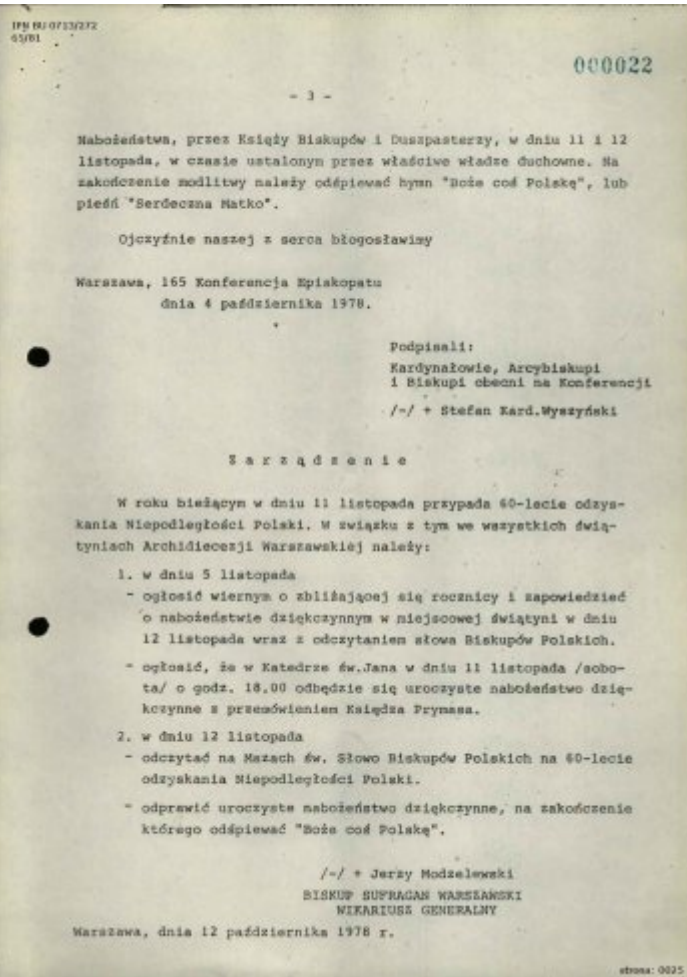 IPN BU 0713/272
65/81
000022
- 3 -
Nabożeństwa, przez Księży Biskupów i Duszpasterzy, w dniu 11 i 12
listopada, w czasie ustalonym przez właściwe władze duchowne. Na
zakończenie modlitwy należy odśpiewać hymn "Boże coś Polskę", lub
pieśń "Serdeczna Matko".
Ojczyźnie naszej z serca błogosławimy
Warszawa, 165 Konferencja Episkopatu
dnia 4 października 1978.
Podpisali:
Kardynałowie, Arcybiskupi
i Biskupi obecni na Konferencji
/-/ + Stefan Kard.Wyszyński
Z a r z ą d z e n i e
W roku bieżącym w dniu 11 listopada przypada 60-lecie odzys-
kania Niepodległości Polski. W związku z tym we wszystkich świą-
tyniach Archidiecezji Warszawskiej należy:
1. w dniu 5 listopada
- ogłosić wiernym o zbliżającej się rocznicy i zapowiedzieć
o nabożeństwie dziękczynnym w miejscowej świątyni w dniu
12 listopada wraz z odczytaniem słowa Biskupów Polskich.
- ogłosić, że w Katedrze św.Jana w dniu 11 listopada /sobo-
ta/ o godz. 18.00 odbędzie się uroczyste nabożeństwo dzię-
kczynne z przemówieniem Księdza Prymasa.
2. w dniu 12 listopada
- odczytać na Mszach św. Słowo Biskupów Polskich na 60-lecie
odzyskania Niepodległości Polski.
- odprawić uroczyste nabożeństwo dziękczynne, na zakończenie
którego odśpiewać "Boże coś Polskę".
/-/ + Jerzy Modzelewski
BISKUP SUFRAGAN WARSZAWSKI
WIKARIUSZ GENERALNY
Warszawa, dnia 12 października 1978 r.
strona: 0025